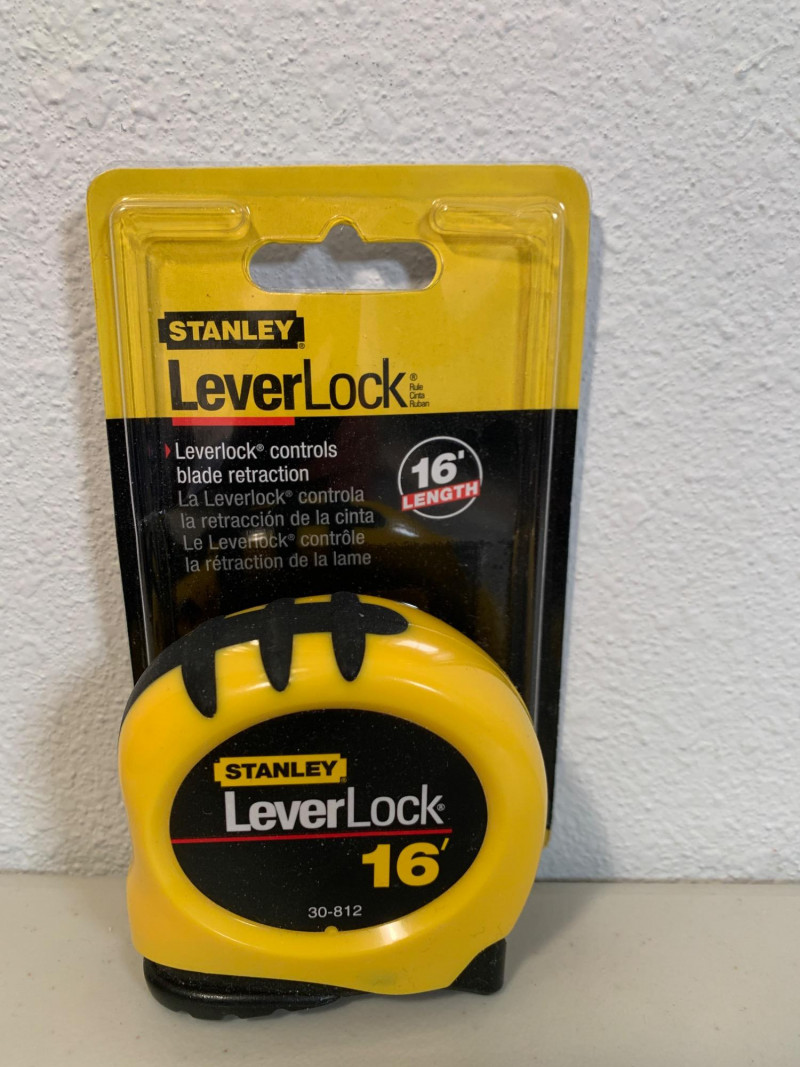 STANLEY®
LeverLock®
Rule
Cinta
Ruban
Leverlock® controls
blade retraction
La Leverlock® controla
la retracción de la cinta
Le Leverlock® contrôle
la rétraction de la lame
16'
LENGTH
STANLEY®
LeverLock®
16'
30-812